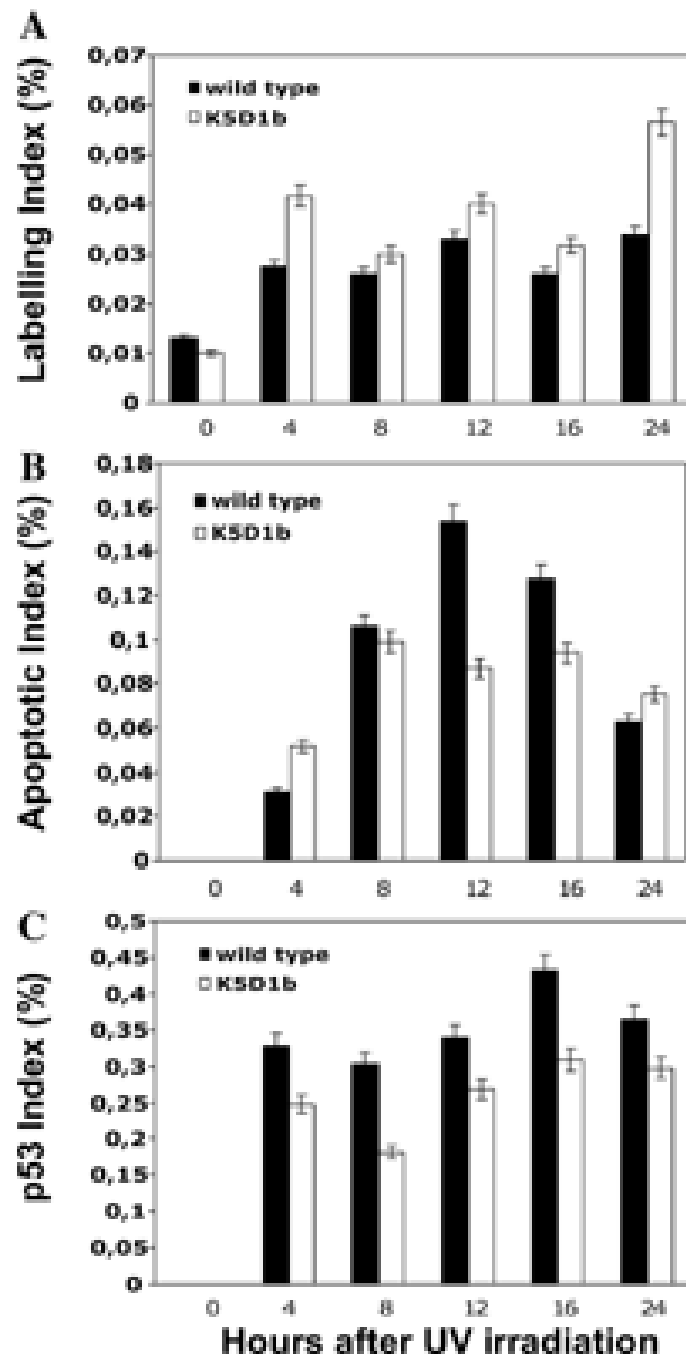 A
Labelling Index (%)
0,07
0,06
0,05
0,04
0,03
0,02
0,01
0
wild type
K5D1b
0 4 8 12 16 24
B
Apoptotic Index (%)
0,18
0,16
0,14
0,12
0,1
0,08
0,06
0,04
0,02
0
wild type
K5D1b
0 4 8 12 16 24
C
p53 Index (%)
0,5
0,45
0,4
0,35
0,3
0,25
0,2
0,15
0,1
0,05
0
wild type
K5D1b
0 4 8 12 16 24
Hours after UV irradiation